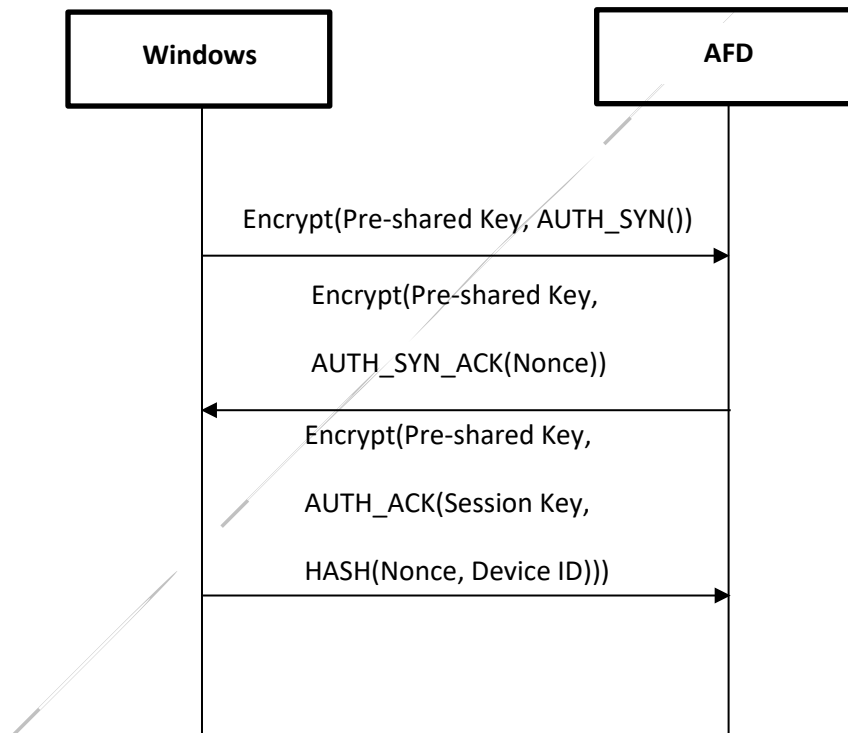 Windows
AFD
Encrypt(Pre-shared Key, AUTH_SYN())
Encrypt(Pre-shared Key,
AUTH_SYN_ACK(Nonce))
Encrypt(Pre-shared Key,
AUTH_ACK(Session Key,
HASH(Nonce, Device ID)))